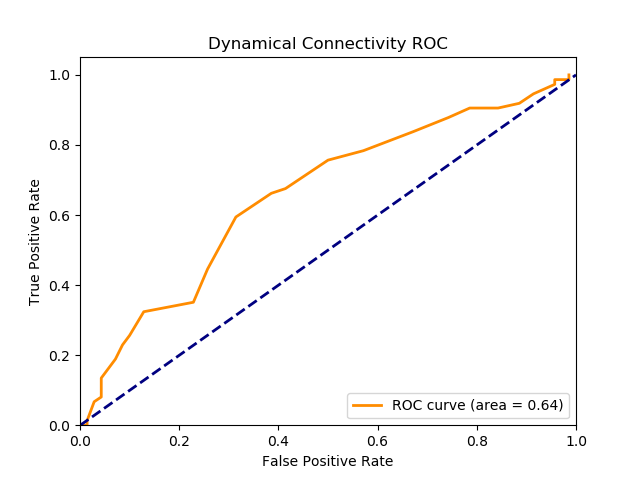 Dynamical Connectivity ROC
True Positive Rate
1.0
0.8
0.6
0.4
0.2
0.0
ROC curve (area = 0.64)
0.0 0.2 0.4 0.6 0.8 1.0
False Positive Rate